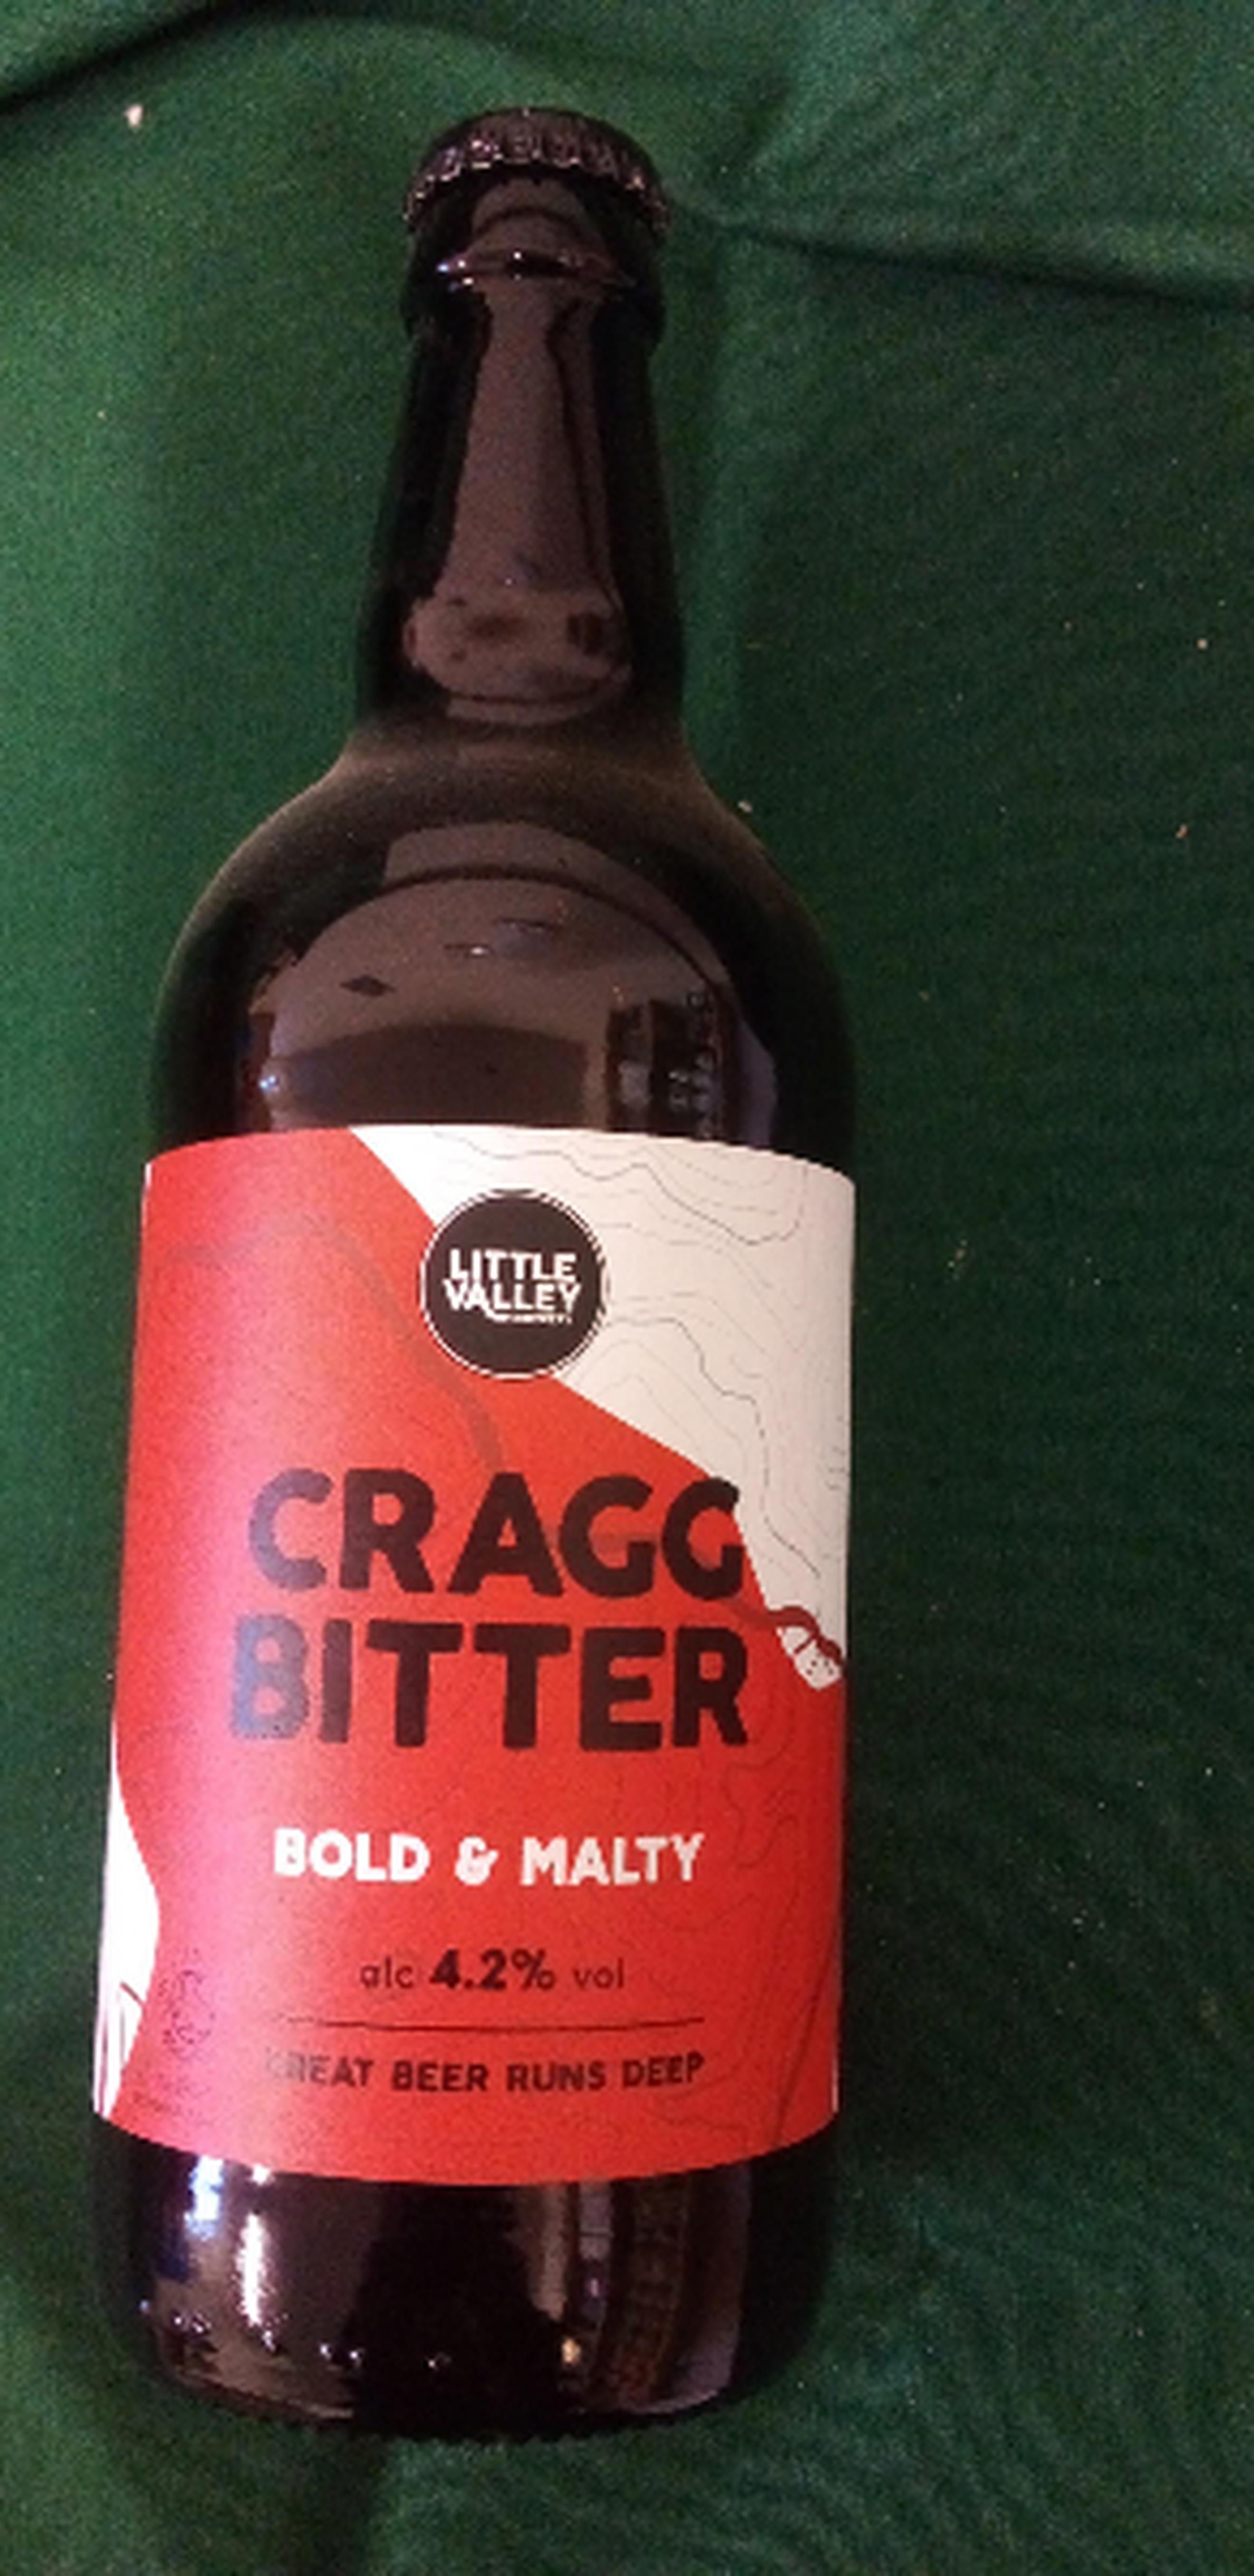 LITTLE
VALLEY
CRAGG
BITTER
BOLD & MALTY
alc 4.2% vol
GREAT BEER RUNS DEEP